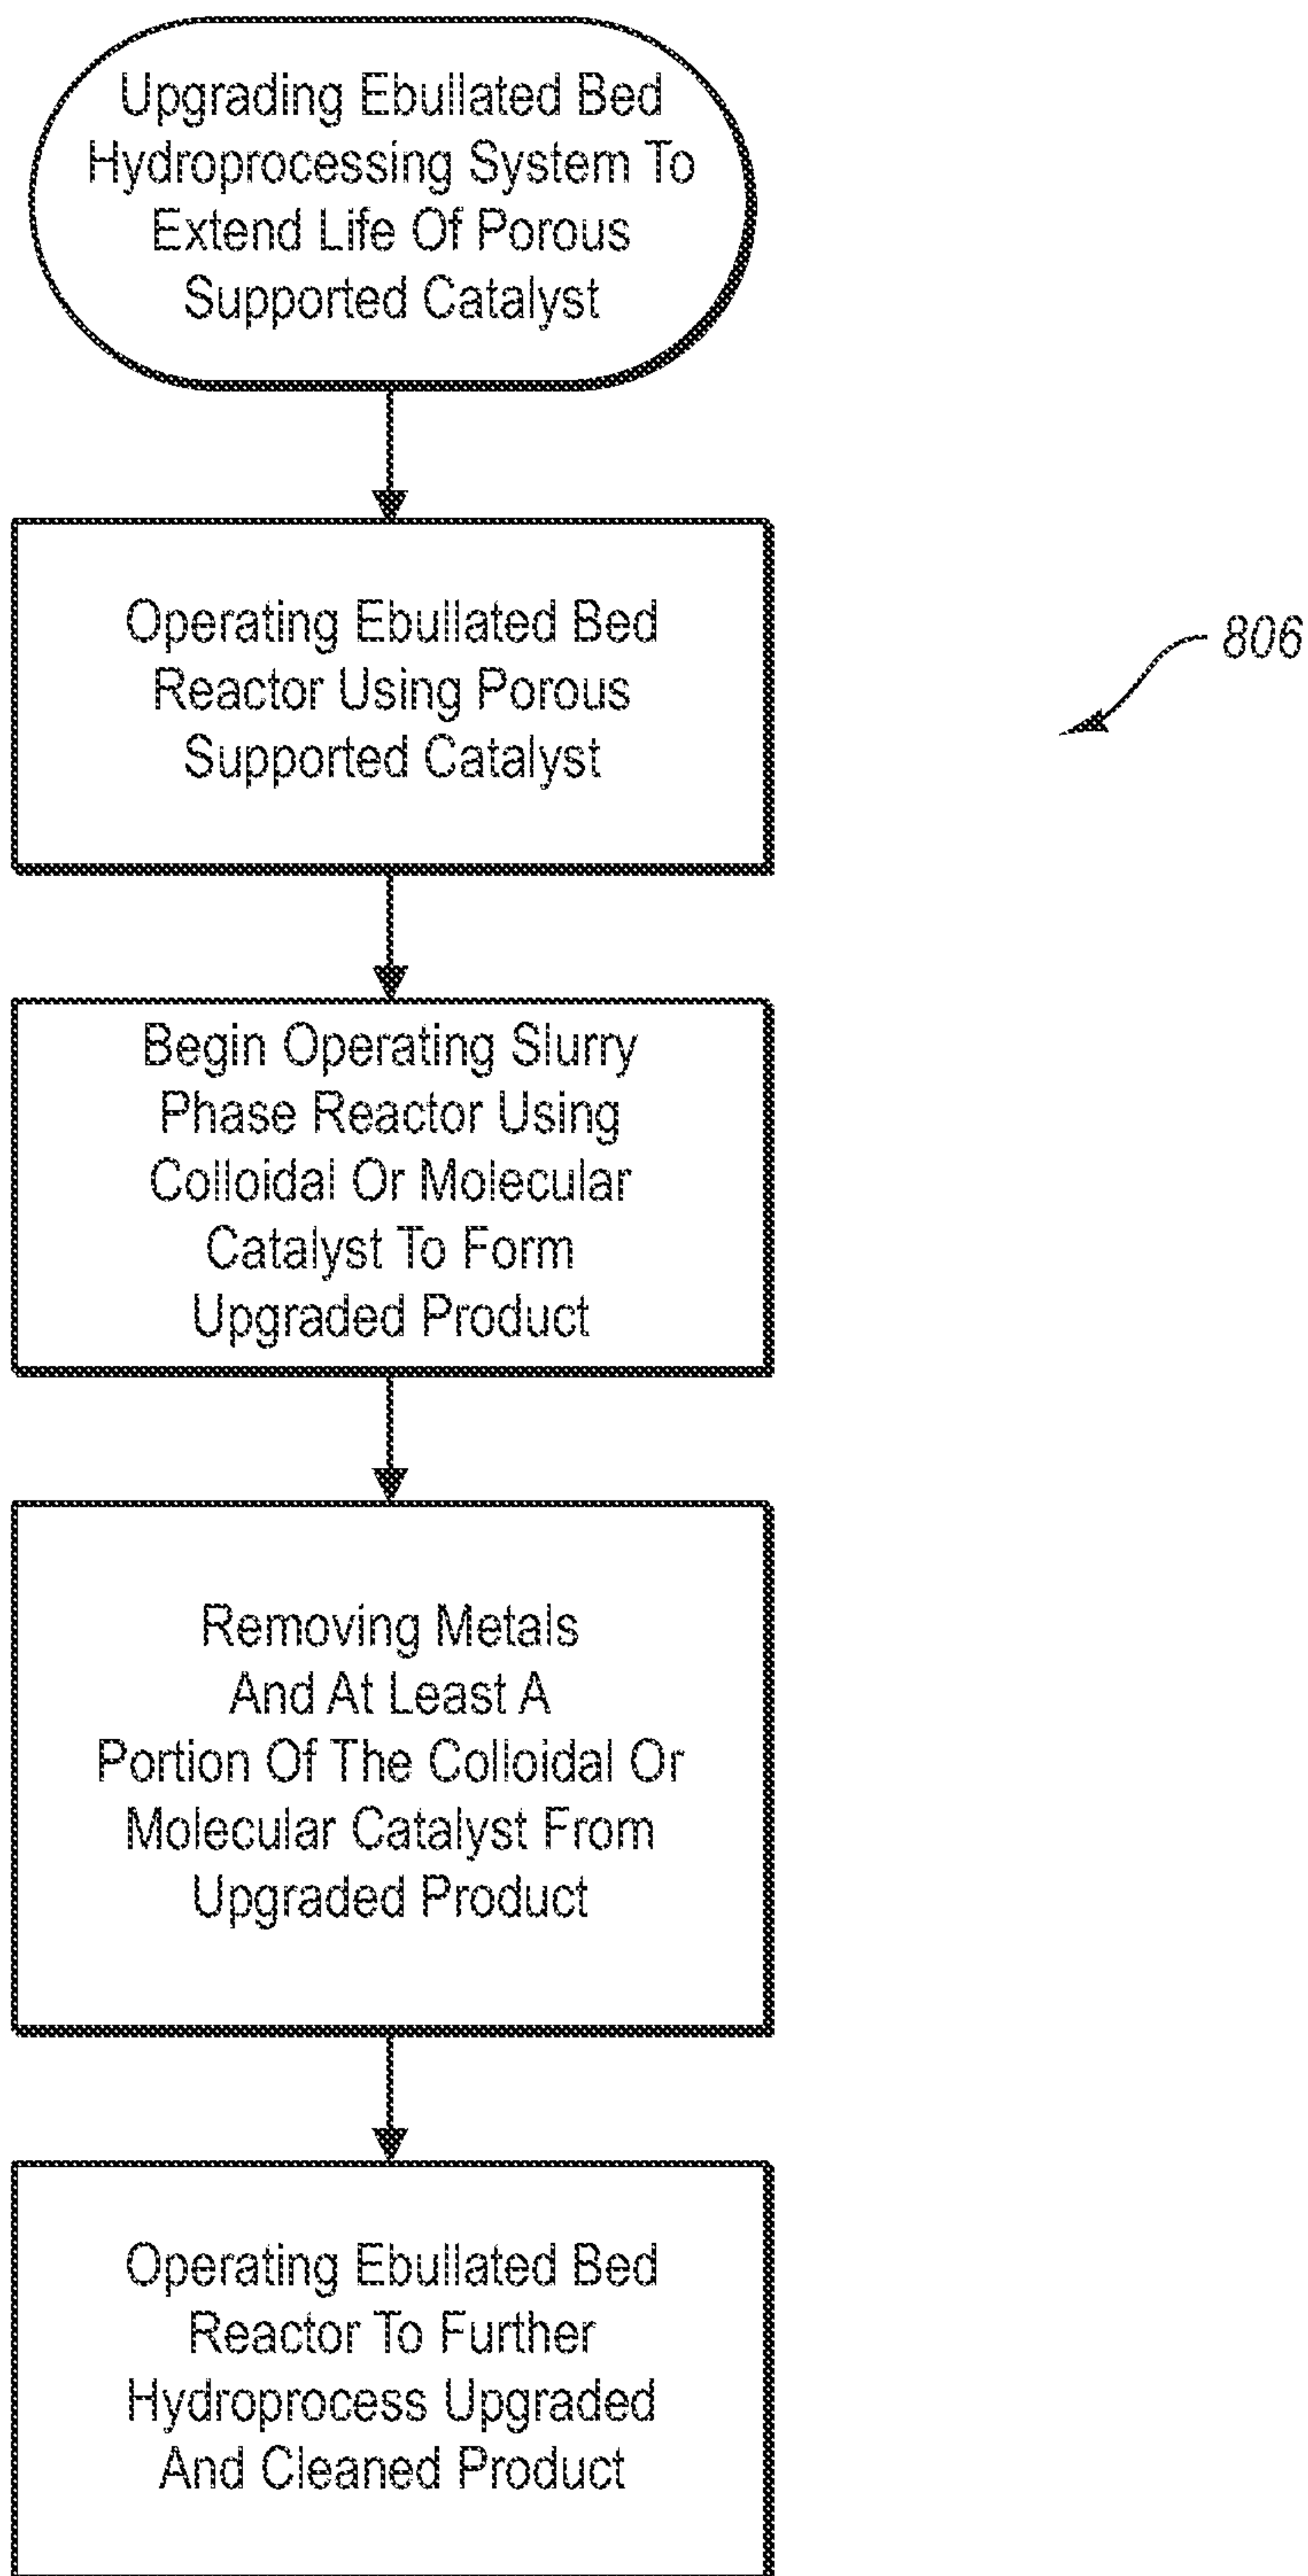 Upgrading Ebullated Bed
Hydroprocessing System To
Extend Life Of Porous
Supported Catalyst
Operating Ebullated Bed
Reactor Using Porous
Supported Catalyst
806
Begin Operating Slurry
Phase Reactor Using
Colloidal Or Molecular
Catalyst To Form
Upgraded Product
Removing Metals
And At Least A
Portion Of The Colloidal Or
Molecular Catalyst From
Upgraded Product
Operating Ebullated Bed
Reactor To Further
Hydroprocess Upgraded
And Cleaned Product